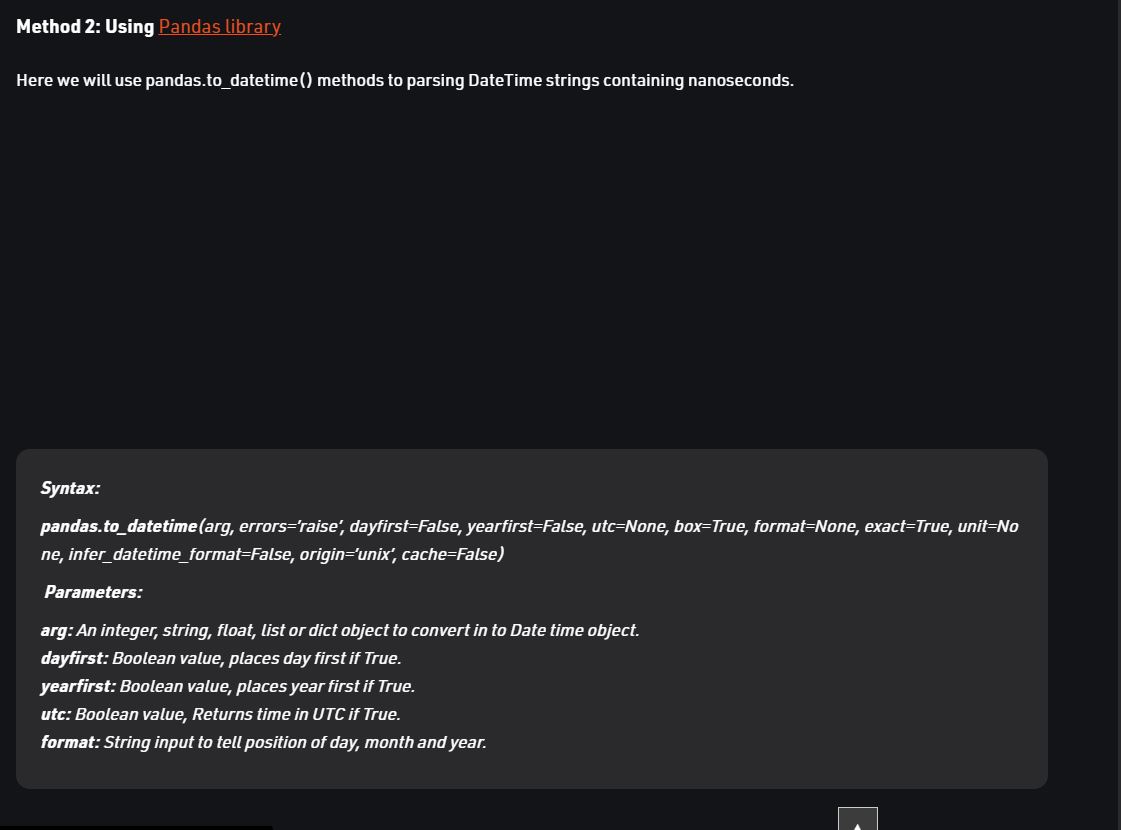 Method 2: Using Pandas library
Here we will use pandas.to_datetime() methods to parsing DateTime strings containing nanoseconds.
Syntax:
pandas.to_datetime(arg, errors=’raise’, dayfirst=False, yearfirst=False, utc=None, box=True, format=None, exact=True, unit=No
ne, infer_datetime_format=False, origin=’unix’, cache=False)
Parameters:
arg: An integer, string, float, list or dict object to convert in to Date time object.
dayfirst: Boolean value, places day first if True.
yearfirst: Boolean value, places year first if True.
utc: Boolean value, Returns time in UTC if True.
format: String input to tell position of day, month and year.